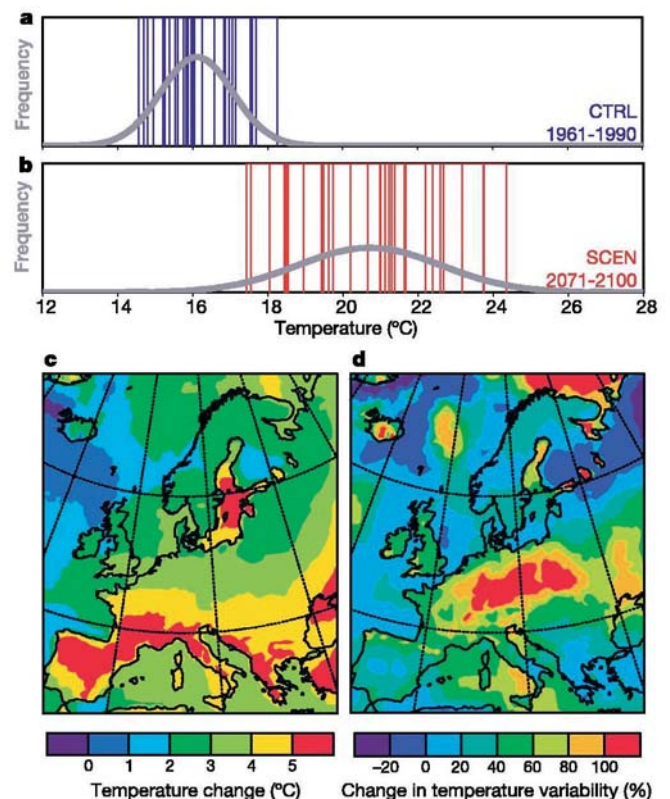 a
Frequency
CTRL
1961-1990
b
Frequency
SCEN
2071-2100
12 14 16 18 20 22 24 26 28
Temperature (ºC)
c d
0 1 2 3 4 5
Temperature change (ºC)
–20 0 20 40 60 80 100
Change in temperature variability (%)